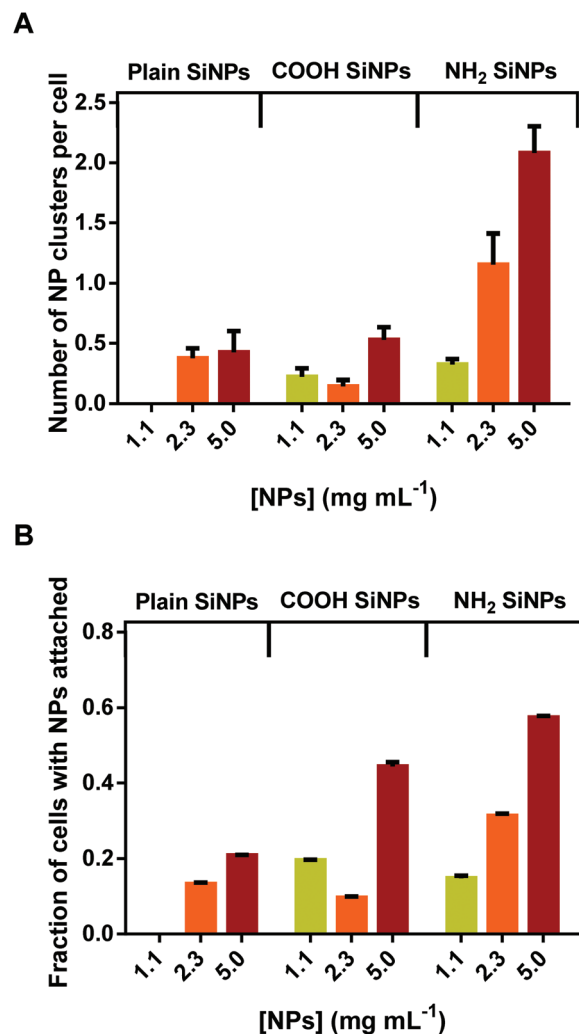 A
Plain SiNPs COOH SiNPs NH₂ SiNPs
Number of NP clusters per cell
2.5
2.0
1.5
1.0
0.5
0.0
1.1 2.3 5.0 1.1 2.3 5.0 1.1 2.3 5.0
[NPs] (mg mL⁻¹)
B
Plain SiNPs COOH SiNPs NH₂ SiNPs
Fraction of cells with NPs attached
0.8
0.6
0.4
0.2
0.0
1.1 2.3 5.0 1.1 2.3 5.0 1.1 2.3 5.0
[NPs] (mg mL⁻¹)